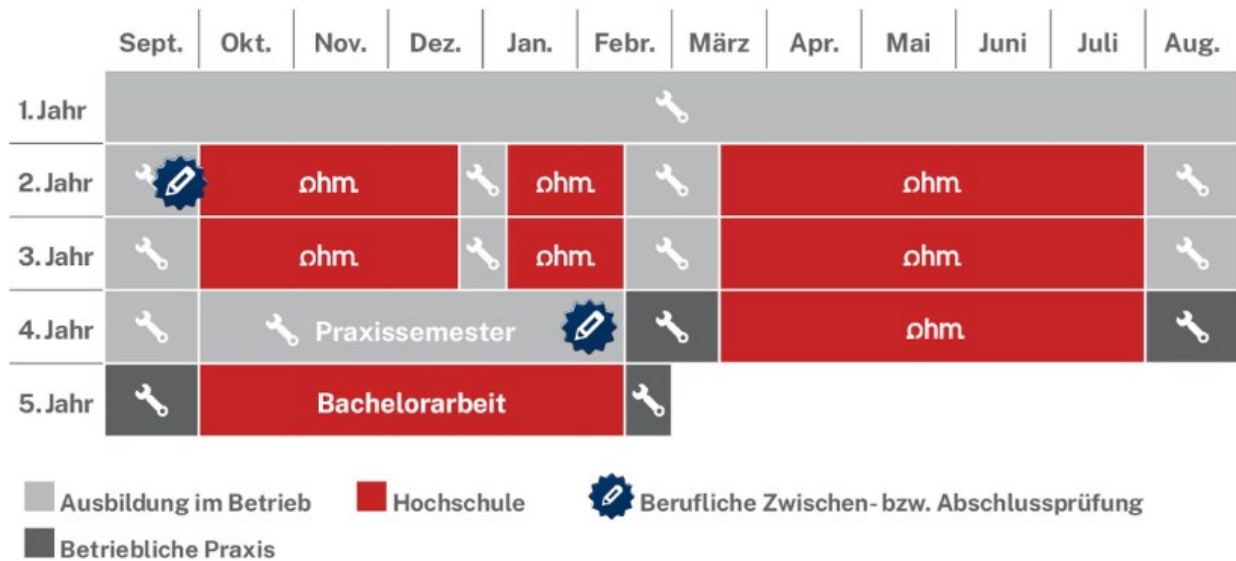 Sept. Okt. Nov. Dez. Jan. Febr. März Apr. Mai Juni Juli Aug.
1. Jahr
2. Jahr ohm ohm ohm
3. Jahr ohm ohm ohm
4. Jahr Praxissemester ohm
5. Jahr Bachelorarbeit
Ausbildung im Betrieb Hochschule Berufliche Zwischen- bzw. Abschlussprüfung
Betriebliche Praxis